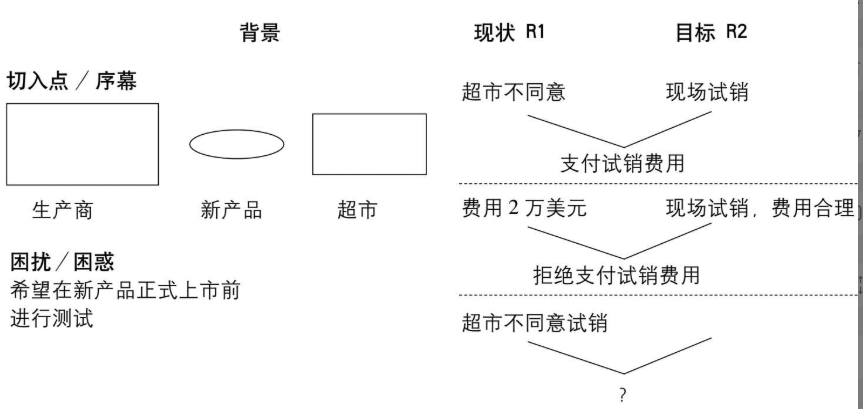 背景
现状 R1
目标 R2
切入点／序幕
生产商
新产品
超市
困扰／困惑
希望在新产品正式上市前
进行测试
超市不同意
现场试销
支付试销费用
费用 2 万美元
现场试销，费用合理
拒绝支付试销费用
超市不同意试销
?